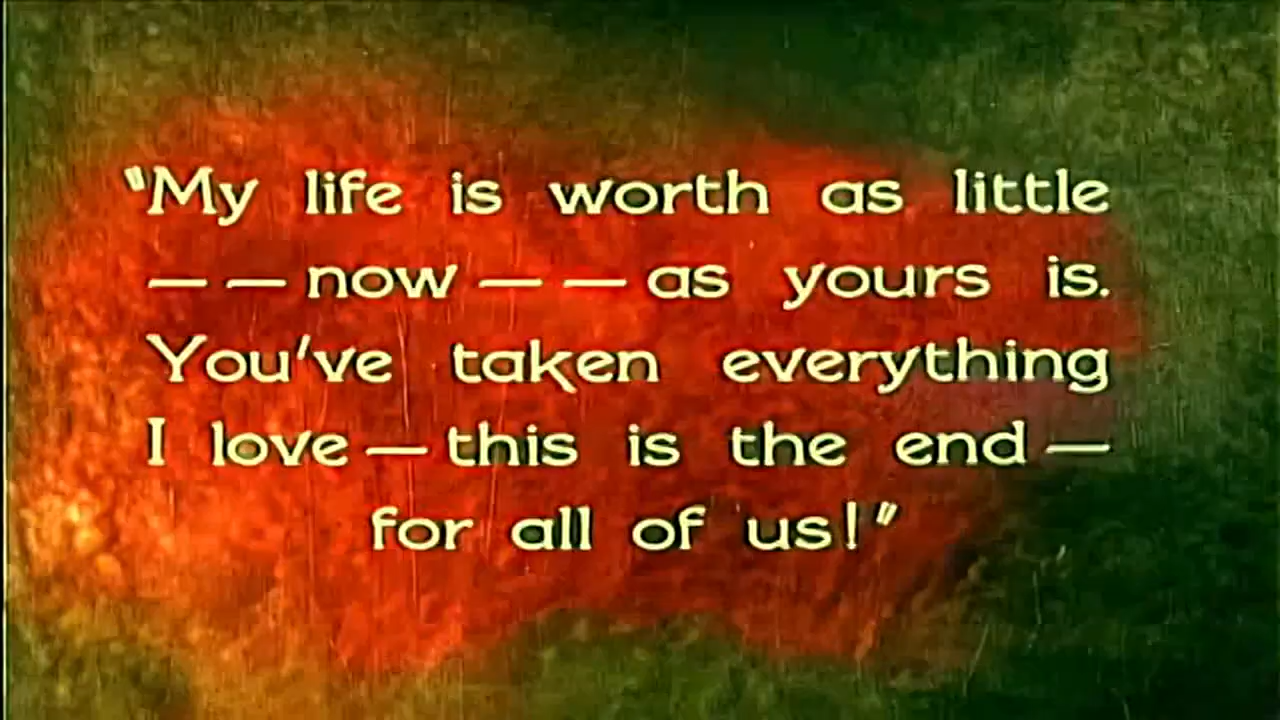 "My life is worth as little
— — now — — as yours is.
You've taken everything
I love — this is the end —
for all of us!"